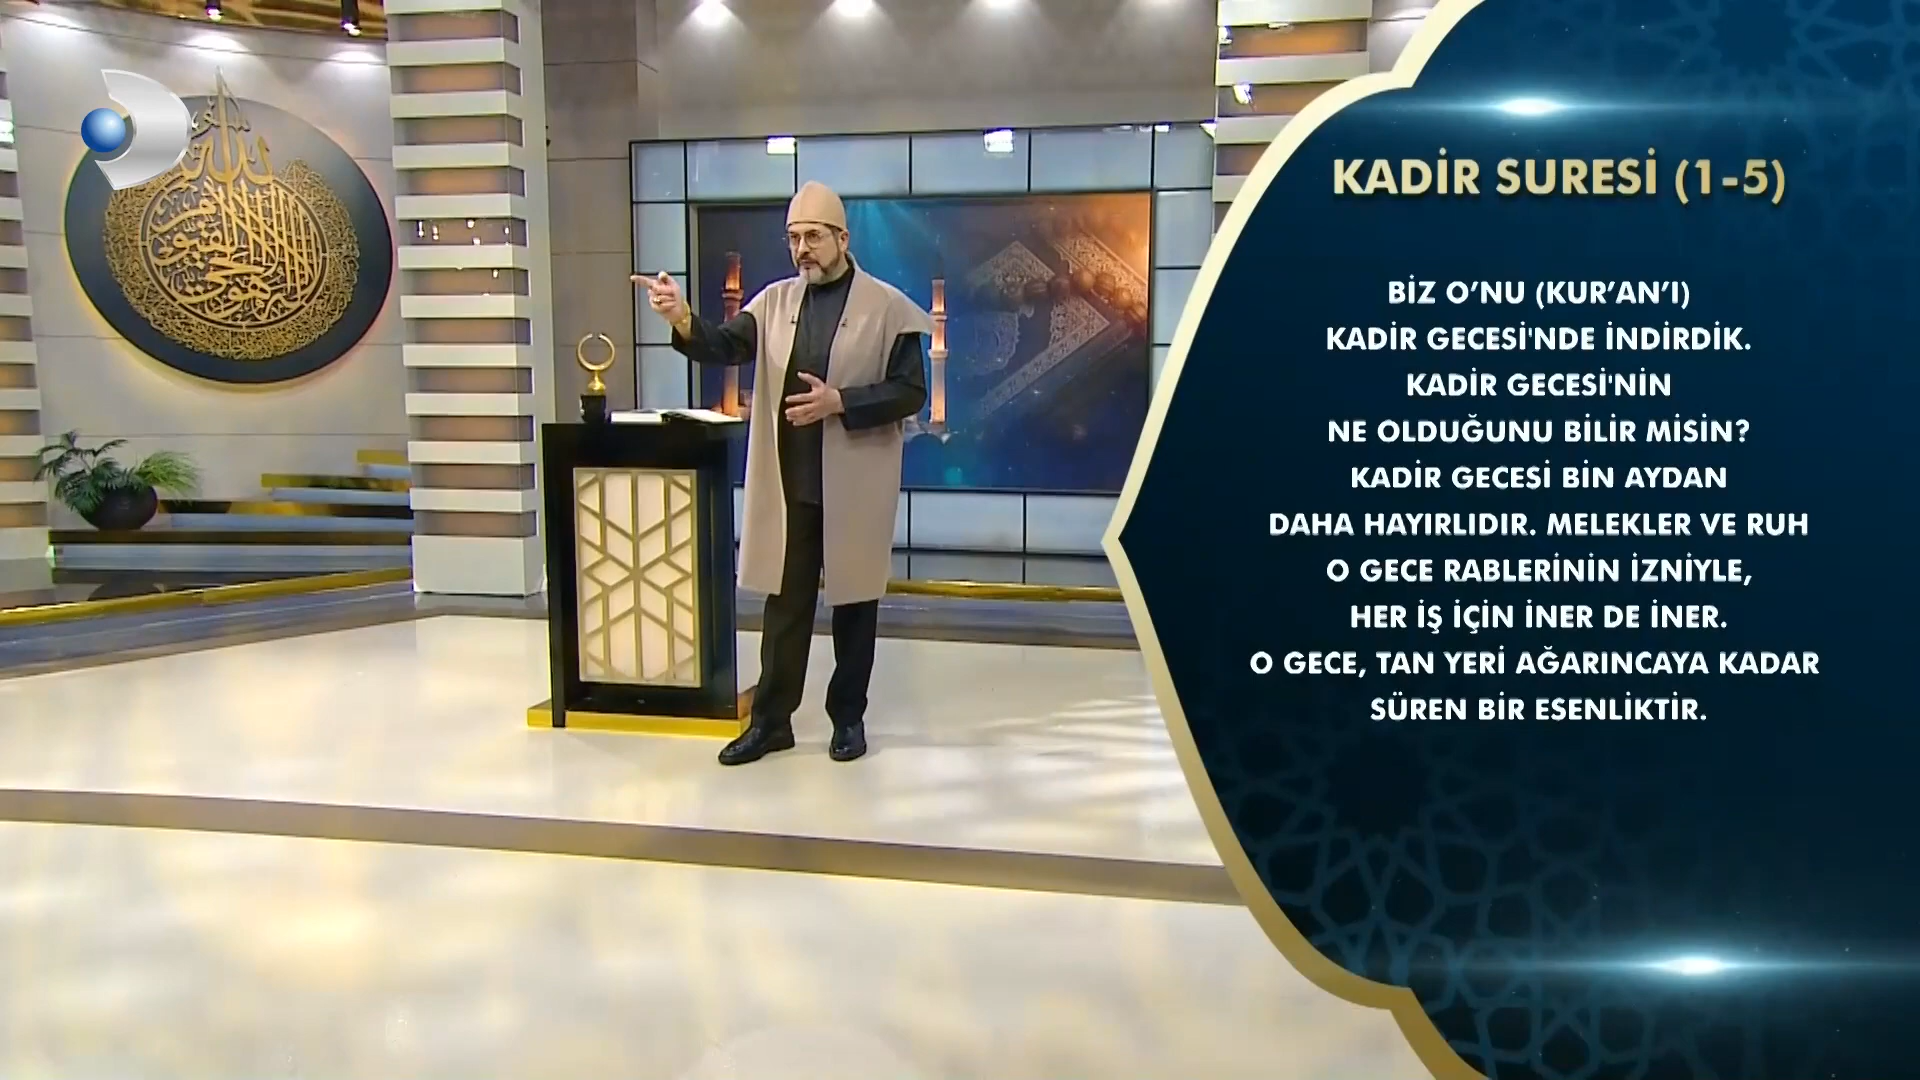 KADİR SURESİ (1-5)
BİZ O’NU (KUR’AN’I)
KADİR GECESİ'NDE İNDİRDİK.
KADİR GECESİ'NİN
NE OLDUĞUNU BİLİR MİSİN?
KADİR GECESİ BİN AYDAN
DAHA HAYIRLIDIR. MELEKLER VE RUH
O GECE RABLERİNİN İZNİYLE,
HER İŞ İÇİN İNER DE İNER.
O GECE, TAN YERİ AĞARINCAYA KADAR
SÜREN BİR ESENLİKTİR.